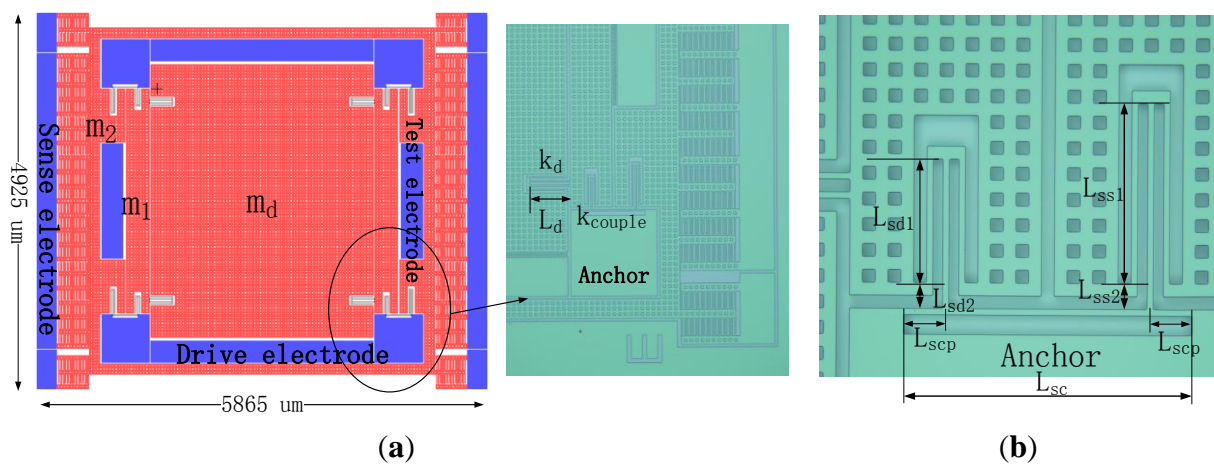 Sense electrode
4925 um
m2
m1
md
Test electrode
Drive electrode
5865 um
kd
Ld
kcouple
Anchor
(a)
Lsd1
Lss1
Lsd2
Lss2
Lscp
Lscp
Anchor
Lsc
(b)